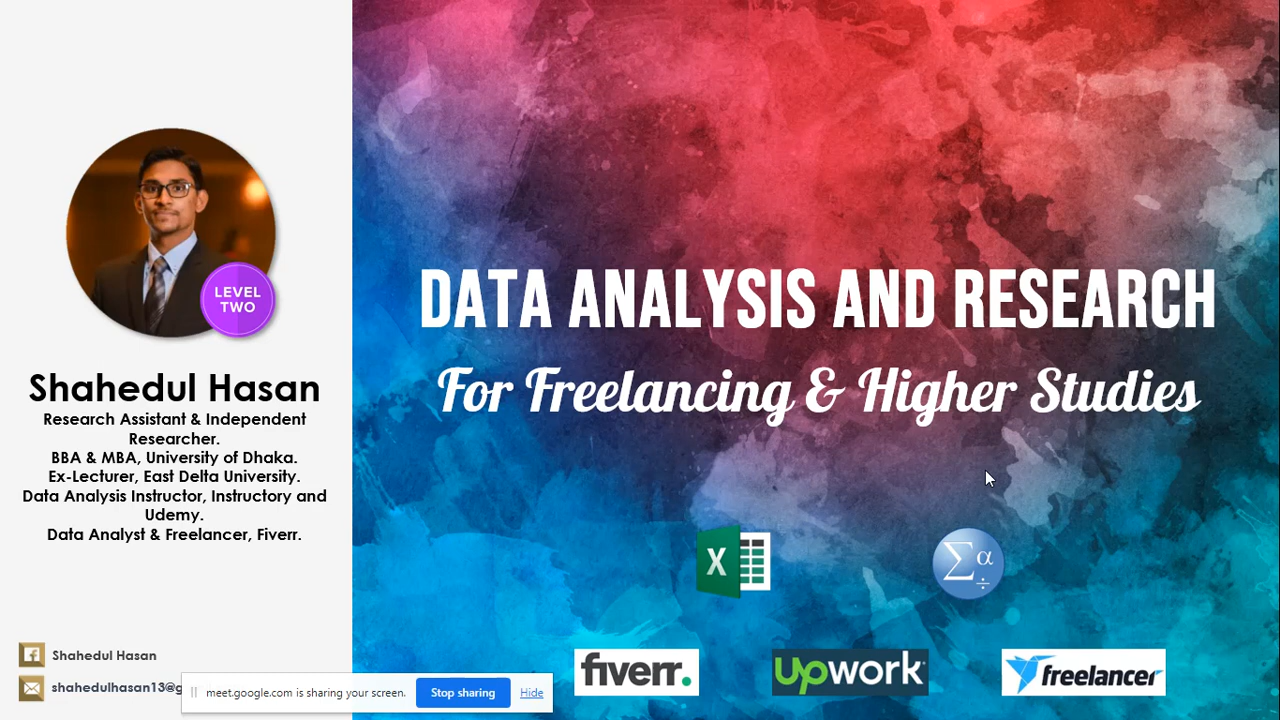 LEVEL
TWO
Shahedul Hasan
Research Assistant & Independent
Researcher.
BBA & MBA, University of Dhaka.
Ex-Lecturer, East Delta University.
Data Analysis Instructor, Instructory and
Udemy.
Data Analyst & Freelancer, Fiverr.
Shahedul Hasan
shahedulhasan13@g
meet.google.com is sharing your screen.
Stop sharing
Hide
DATA ANALYSIS AND RESEARCH
For Freelancing & Higher Studies
X
Σ α ÷
fiverr.
upwork
freelancer